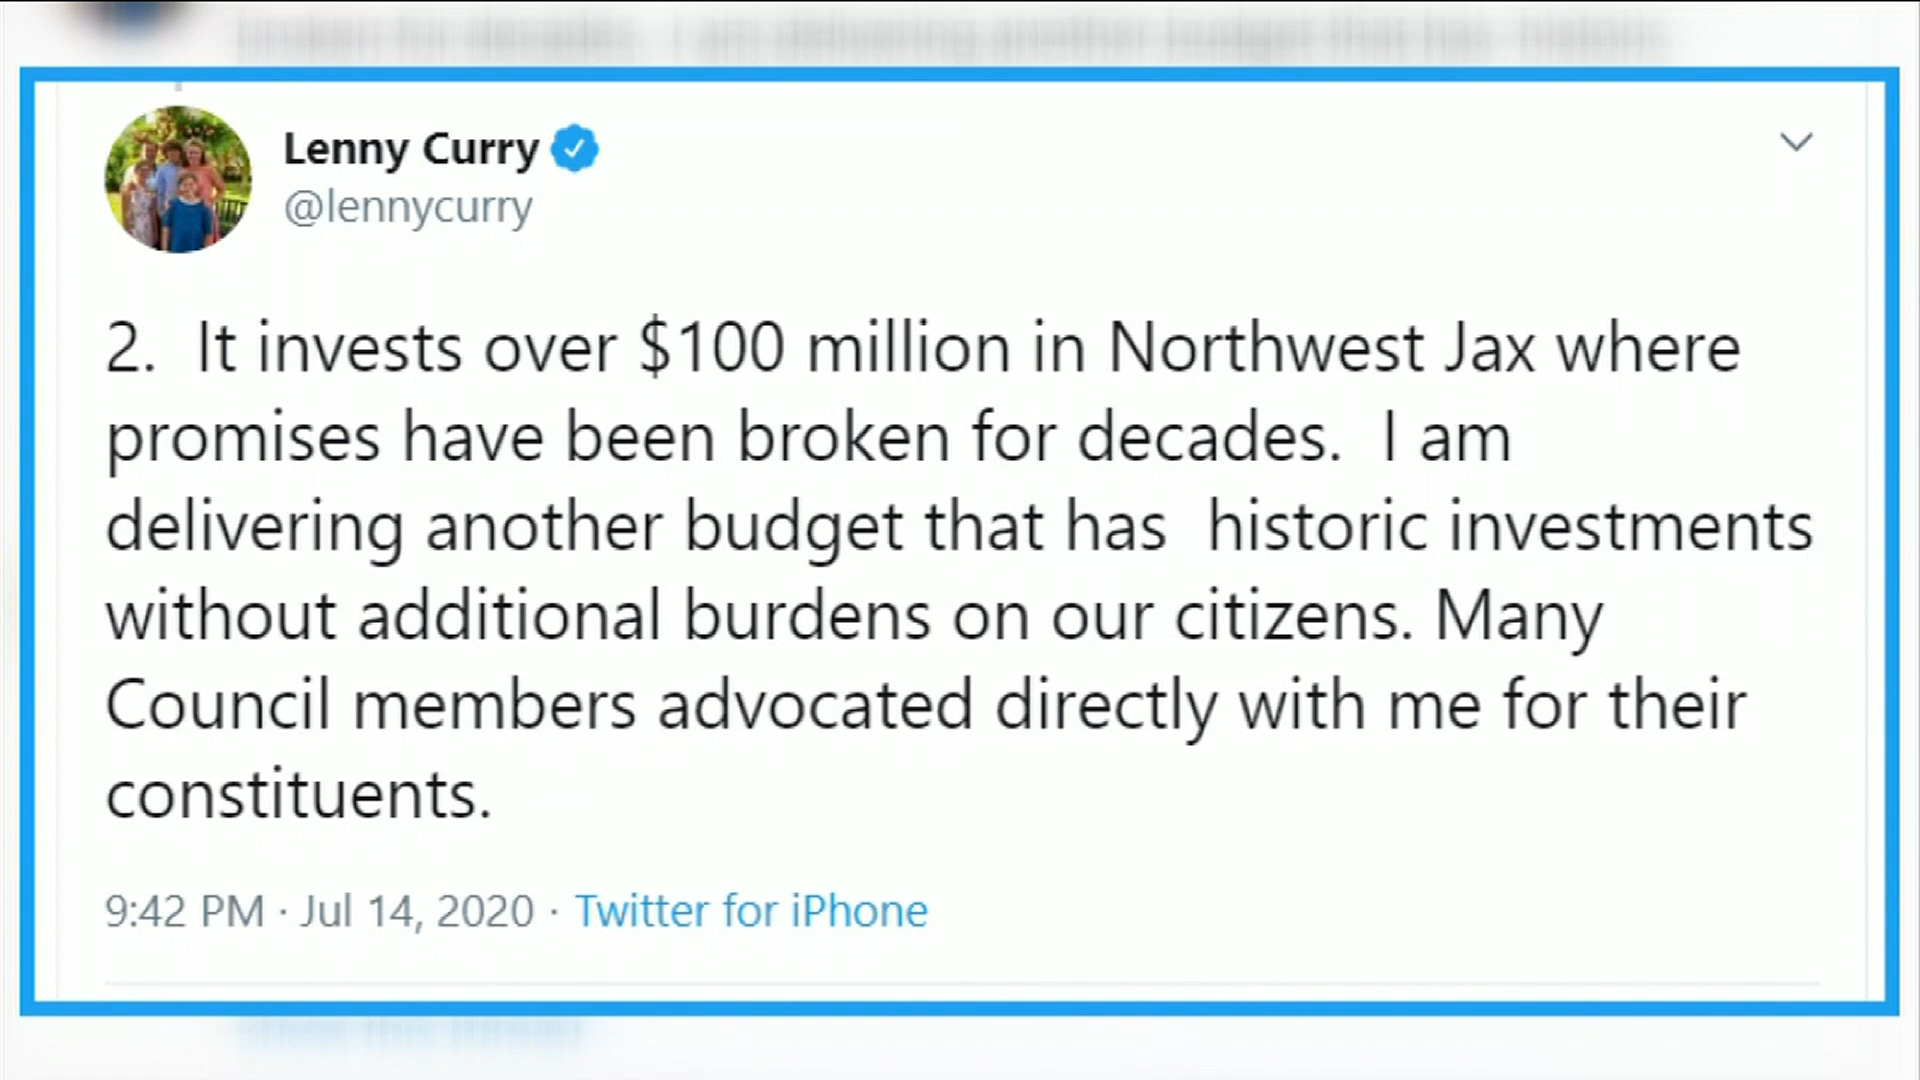 Lenny Curry
@lennycurry
2. It invests over $100 million in Northwest Jax where
promises have been broken for decades. I am
delivering another budget that has historic investments
without additional burdens on our citizens. Many
Council members advocated directly with me for their
constituents.
9:42 PM · Jul 14, 2020 · Twitter for iPhone